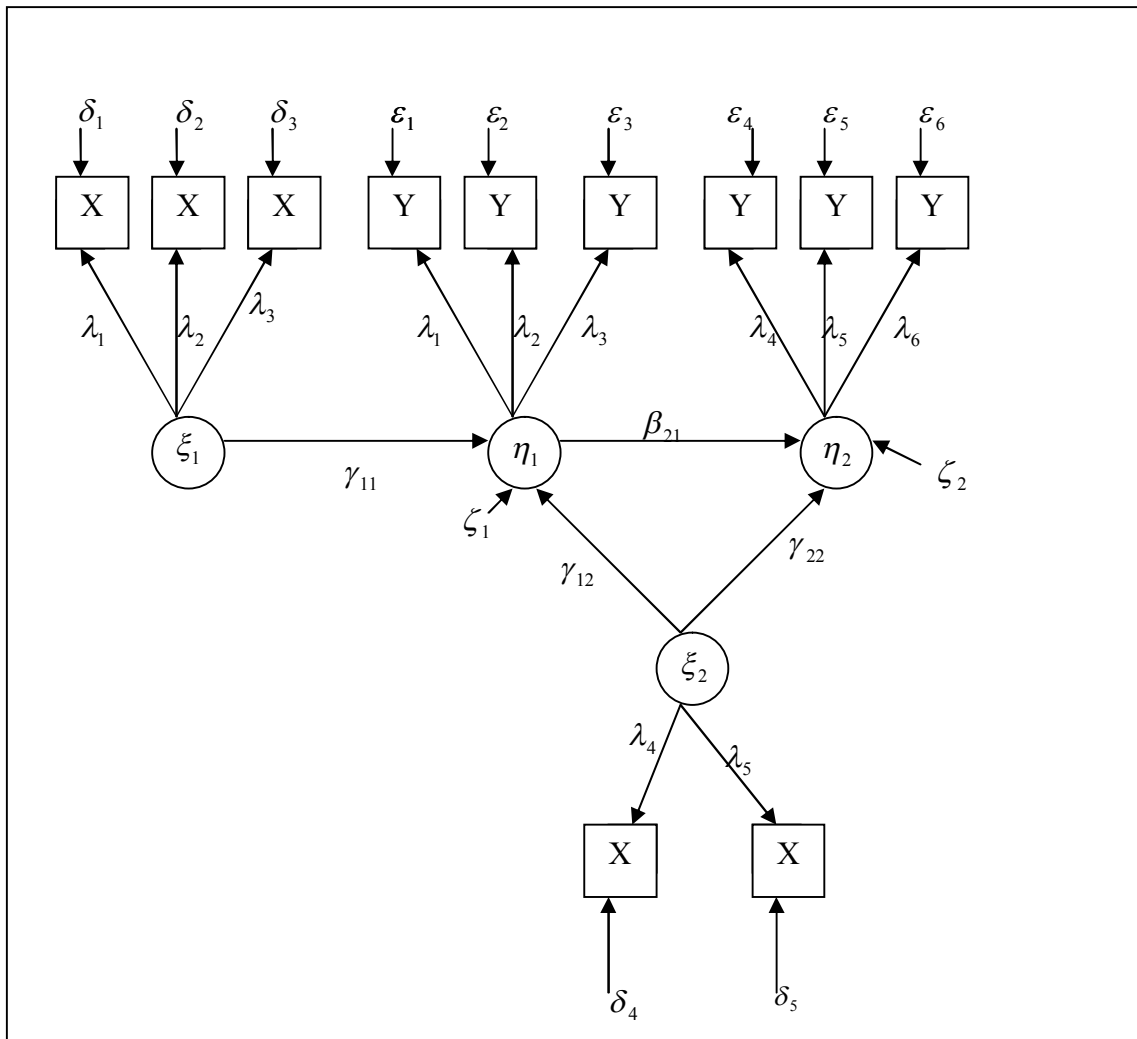 δ₁ δ₂ δ₃ ε₁ ε₂ ε₃ ε₄ ε₅ ε₆
X X X Y Y Y Y Y Y
λ₁ λ₂ λ₃ λ₁ λ₂ λ₃ λ₄ λ₅ λ₆
ξ₁ η₁ β₂₁ η₂
γ₁₁ ζ₁ ζ₂
γ₁₂ γ₂₂
ξ₂
λ₄ λ₅
X X
δ₄ δ₅